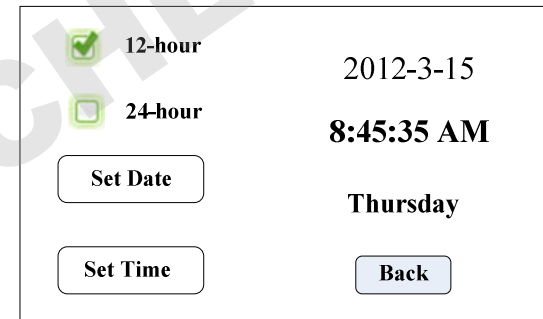 12-hour
24-hour
Set Date
Set Time
2012-3-15
8:45:35 AM
Thursday
Back